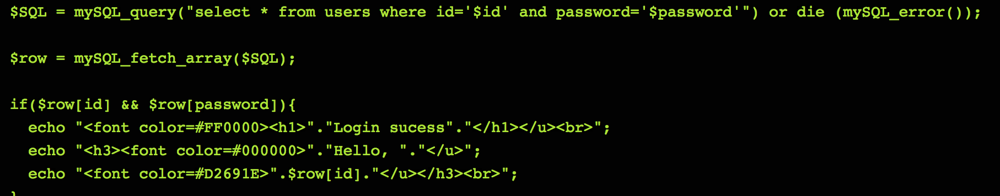 $SQL = mySQL_query("select * from users where id='$id' and password='$password'") or die (mySQL_error());
$row = mySQL_fetch_array($SQL);
if($row[id] && $row[password]){
echo "<font color=#FF0000><h1>"."Login sucess"."</h1></u><br>";
echo "<h3><font color=#000000>"."Hello, "."</u>";
echo "<font color=#D2691E>".$row[id]."</u></h3><br>";
}